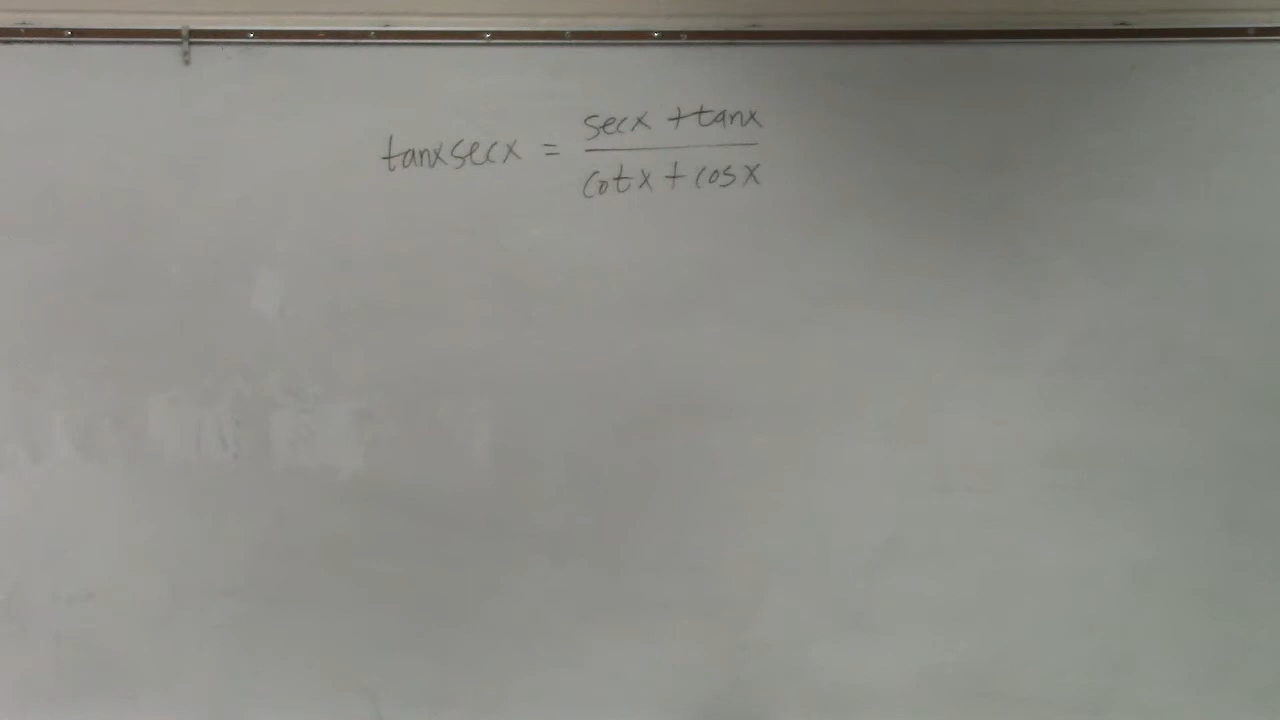 tanxsecx = (secx + tanx)/(cotx + cosx)